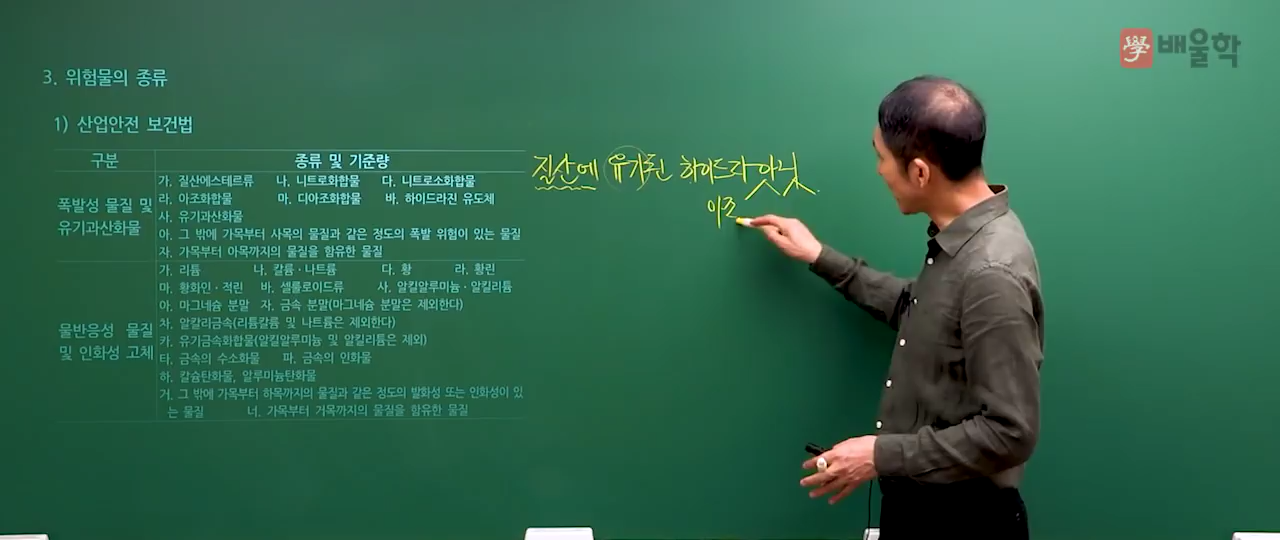 學 배울학
3. 위험물의 종류
1) 산업안전 보건법
구분 종류 및 기준량
폭발성 물질 및 유기과산화물
가. 질산에스테르류 나. 니트로화합물 다. 니트로소화합물
라. 아조화합물 마. 디아조화합물 바. 하이드라진 유도체
사. 유기과산화물
아. 그 밖에 가목부터 사목의 물질과 같은 정도의 폭발 위험이 있는 물질
자. 가목부터 아목까지의 물질을 함유한 물질
물반응성 물질 및 인화성 고체
가. 리튬 나. 칼륨·나트륨 다. 황 라. 황린
마. 황화인·적린 바. 셀룰로이드류 사. 알킬알루미늄·알킬리튬
아. 마그네슘 분말 자. 금속 분말(마그네슘 분말은 제외한다)
차. 알칼리금속(리튬칼륨 및 나트륨은 제외한다)
카. 유기금속화합물(알킬알루미늄 및 알킬리튬은 제외)
타. 금속의 수소화물 파. 금속의 인화물
하. 칼슘탄화물, 알루미늄탄화물
거. 그 밖에 가목부터 하목까지의 물질과 같은 정도의 발화성 또는 인화성이 있
는 물질 너. 가목부터 거목까지의 물질을 함유한 물질
질산에 유기된 하이드라 아니
아조